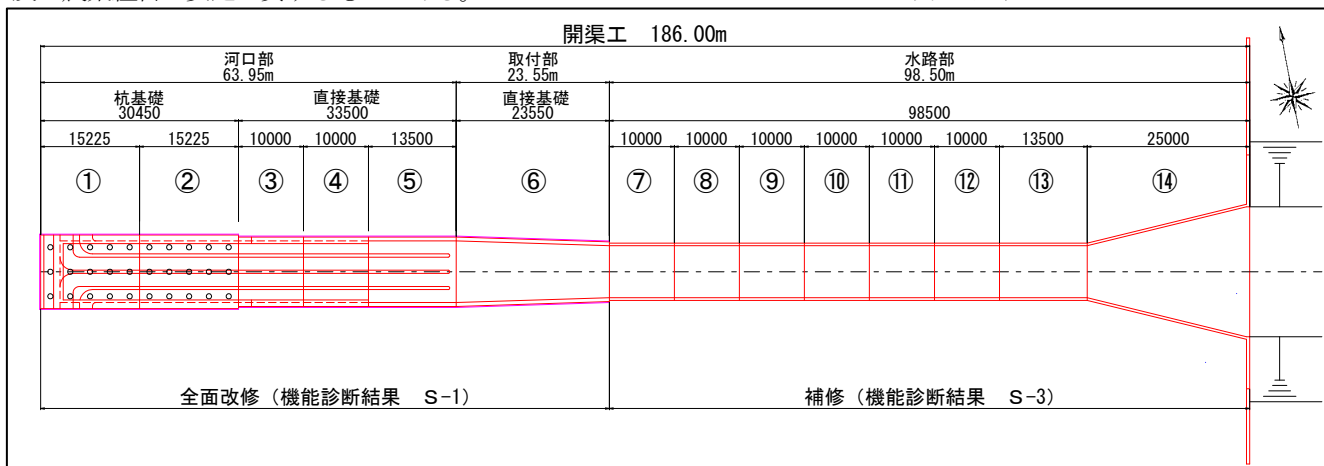 開渠工 186.00m
河口部 取付部 水路部
63.95m 23.55m 98.50m
杭基礎 直接基礎 直接基礎
30450 33500 23550 98500
15225 15225 10000 10000 13500 10000 10000 10000 10000 10000 10000 13500 25000
① ② ③ ④ ⑤ ⑥ ⑦ ⑧ ⑨ ⑩ ⑪ ⑫ ⑬ ⑭
全面改修（機能診断結果 S-1） 補修（機能診断結果 S-3）